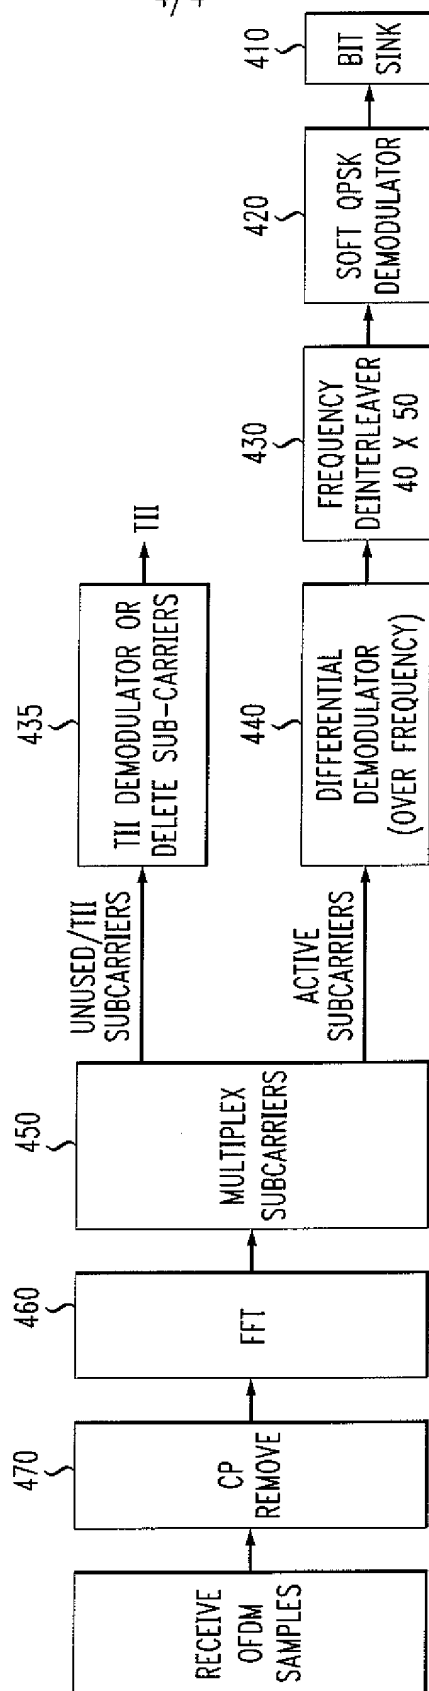 4/4
RECEIVE
OFDM
SAMPLES
470
CP
REMOVE
460
FFT
450
MULTIPLEX
SUBCARRIERS
UNUSED/TII
SUBCARRIERS
ACTIVE
SUBCARRIERS
435
TII DEMODULATOR OR
DELETE SUB-CARRIERS
TII
440
DIFFERENTIAL
DEMODULATOR
(OVER FREQUENCY)
430
FREQUENCY
DEINTERLEAVER
40 X 50
420
SOFT QPSK
DEMODULATOR
410
BIT
SINK